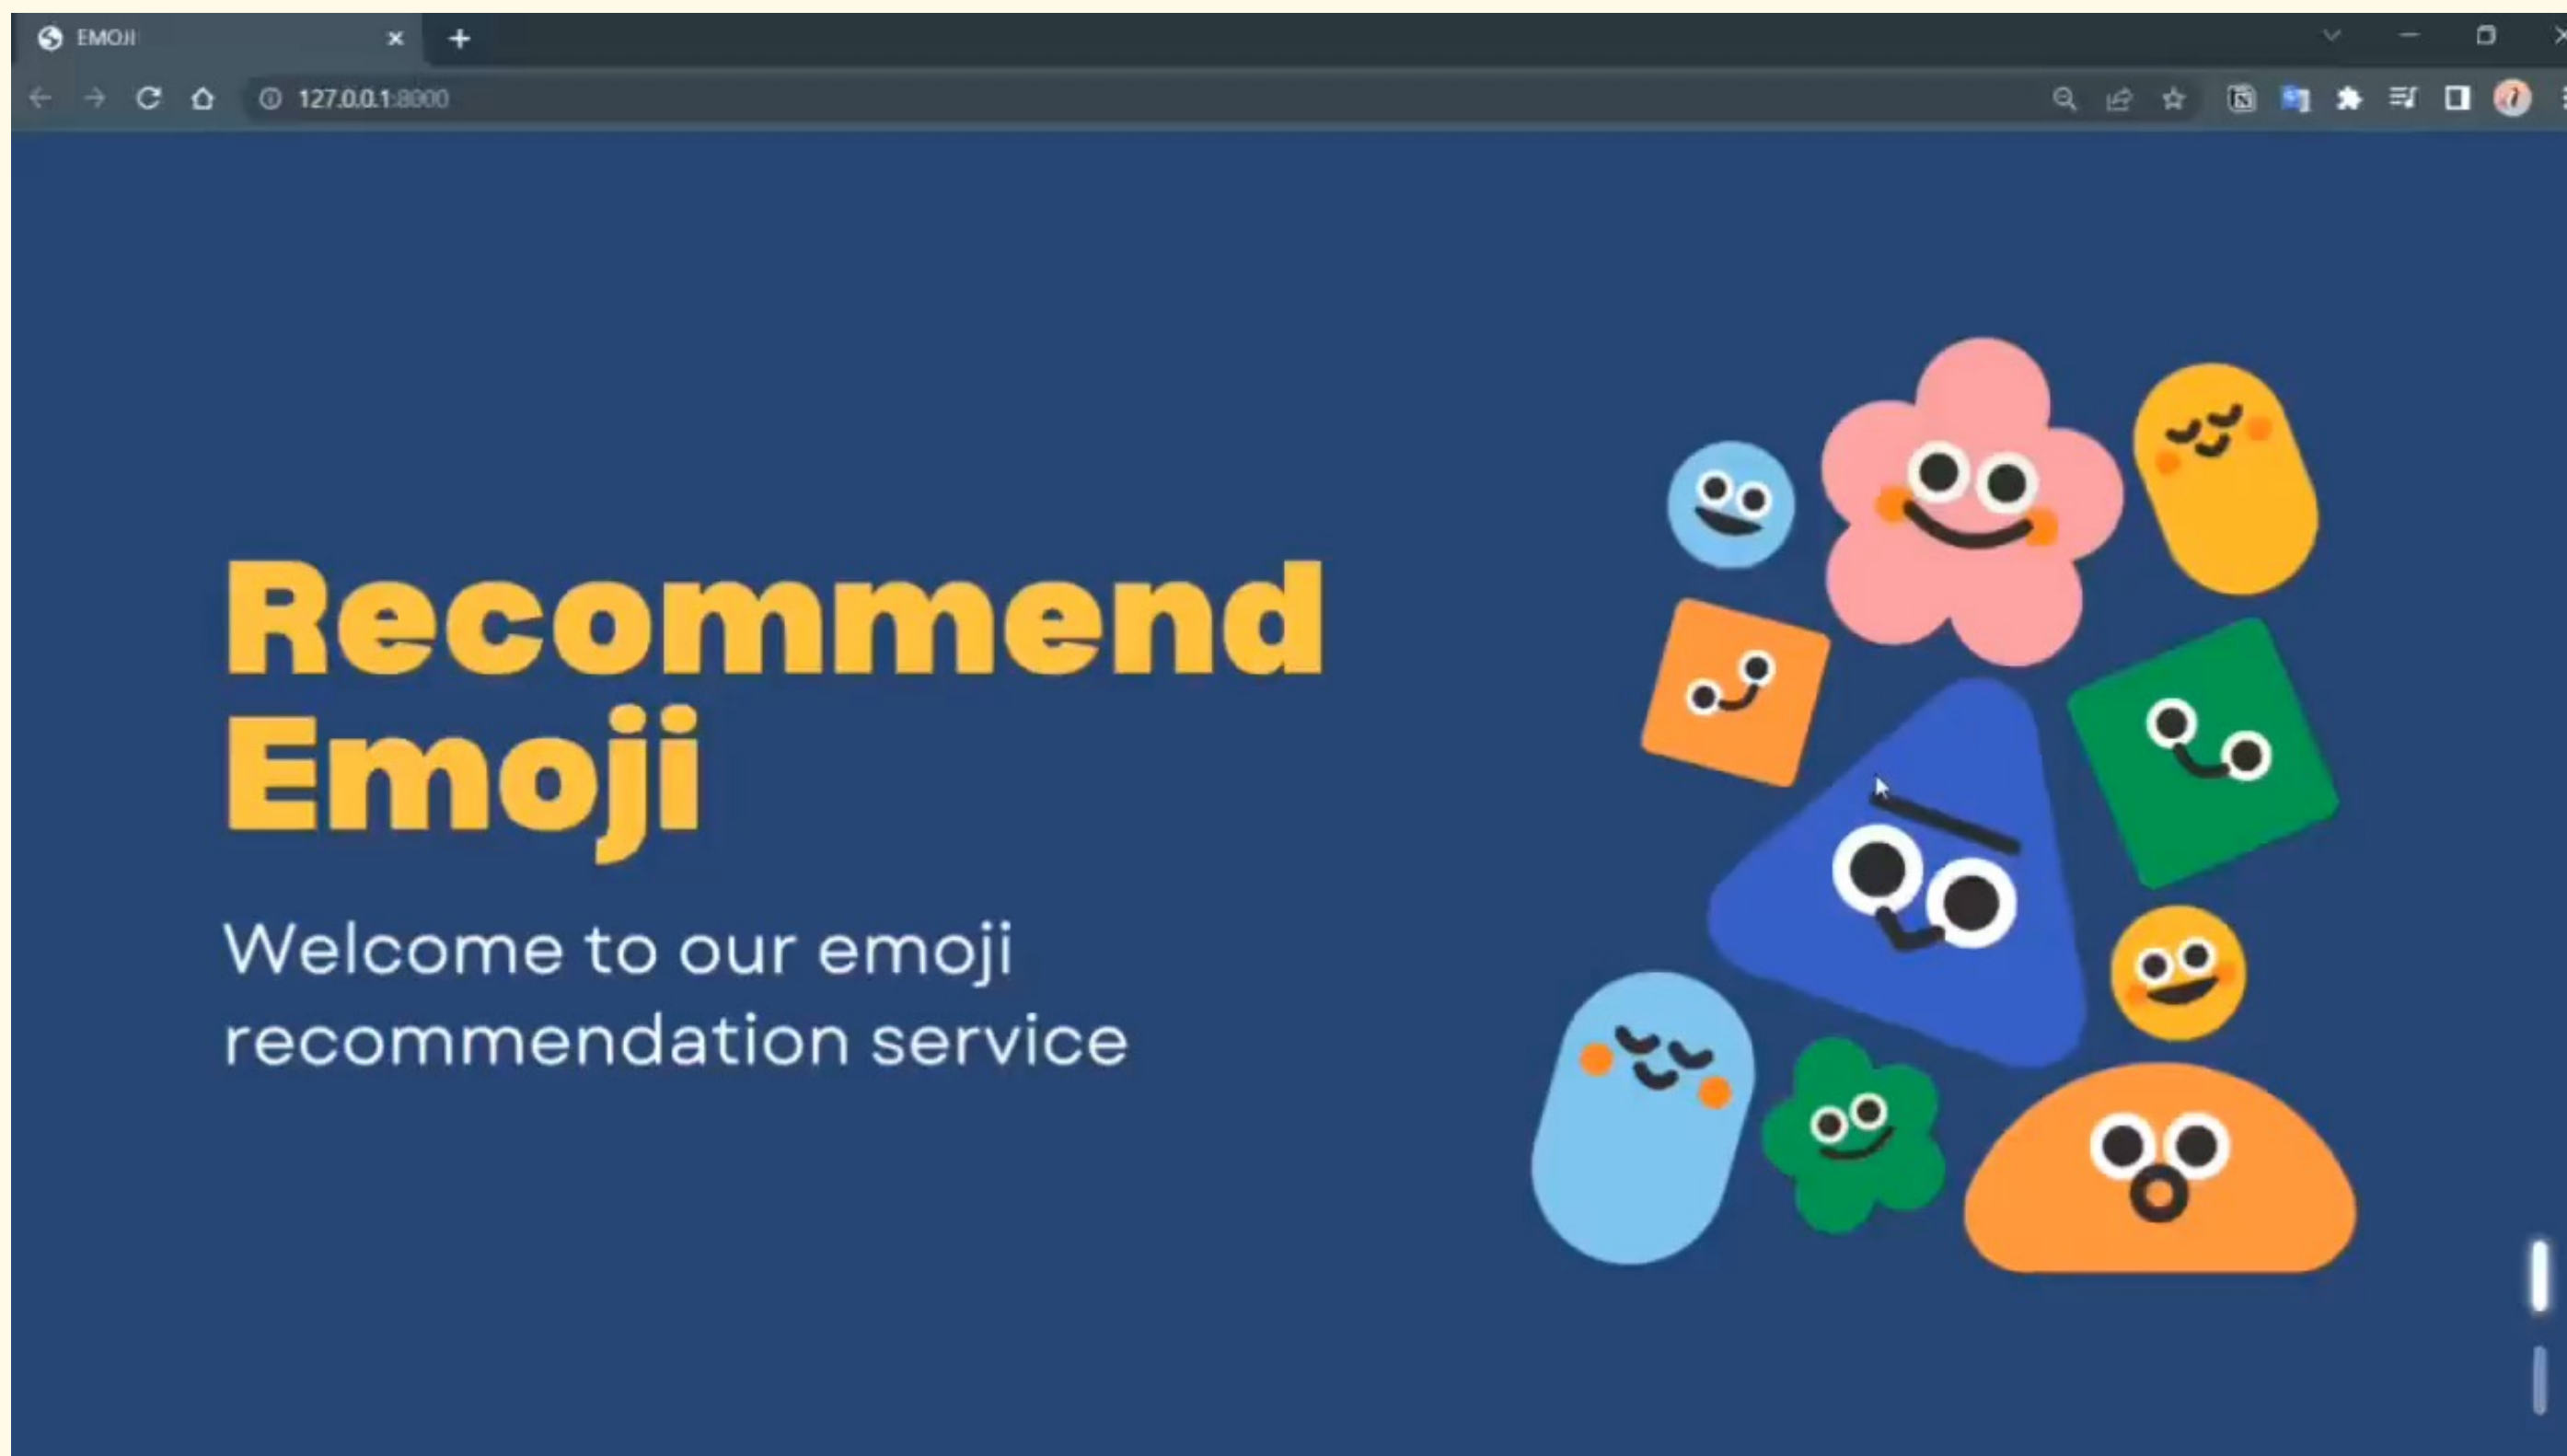 EMOJI
127.0.0.1:8000
Recommend
Emoji
Welcome to our emoji
recommendation service